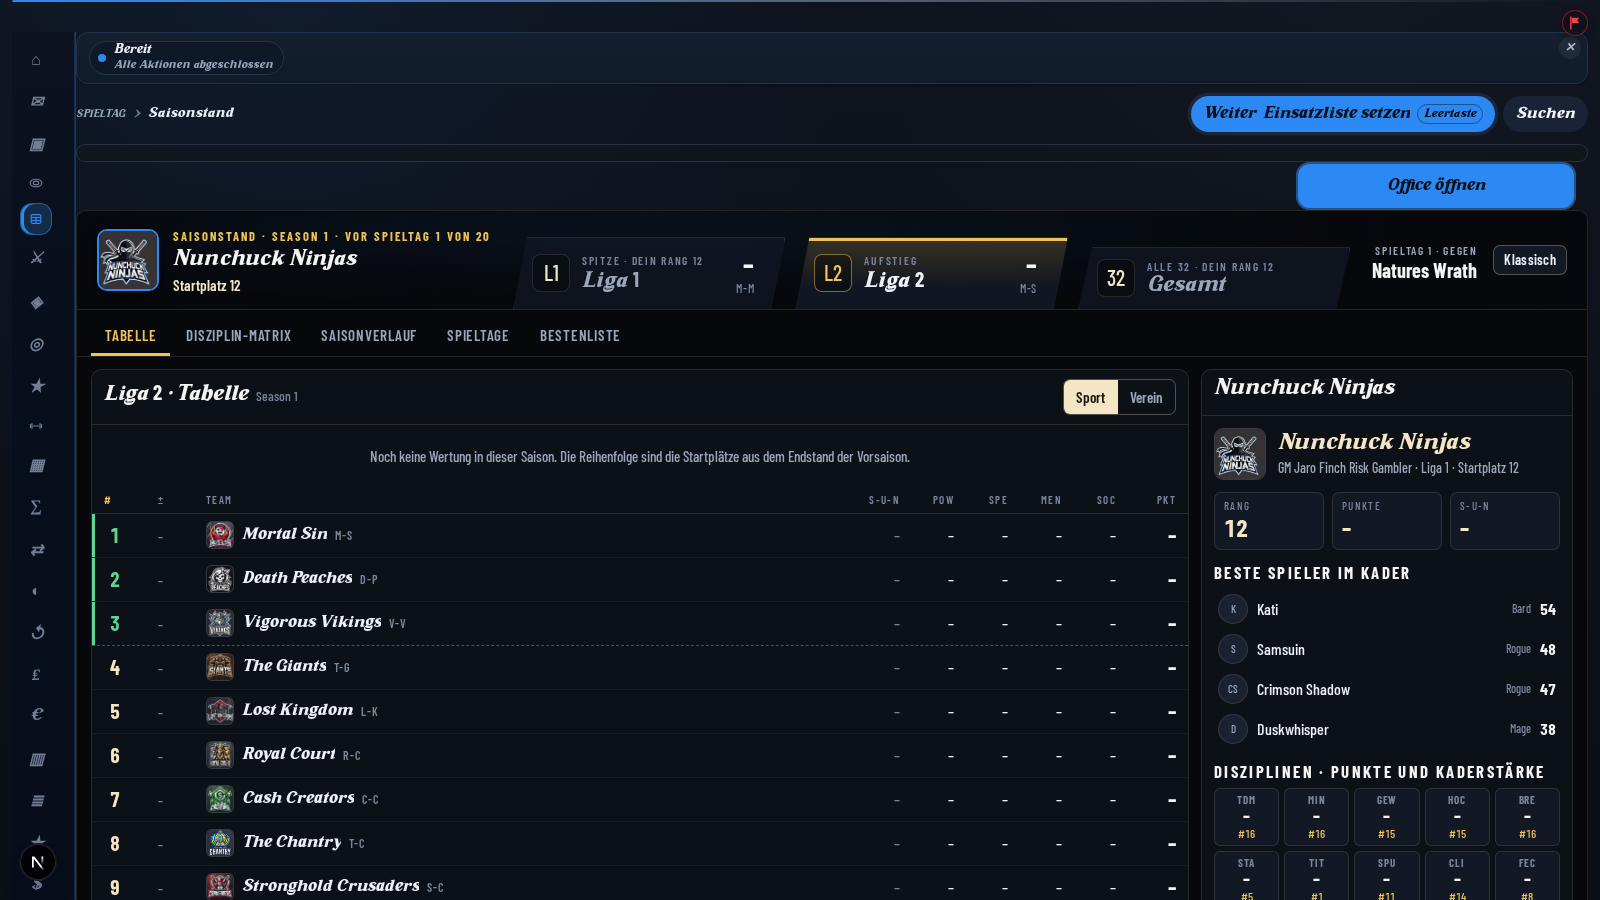 Bereit
Alle Aktionen abgeschlossen
SPIELTAG > Saisonstand
Weiter Einsatzliste setzen Leertaste
Suchen
Office öffnen
SAISONSTAND · SEASON 1 · VOR SPIELTAG 1 VON 20
Nunchuck Ninjas
Startplatz 12
L1
SPITZE · DEIN RANG 12
Liga 1
–
M-M
L2
AUFSTIEG
Liga 2
–
M-S
32
ALLE 32 · DEIN RANG 12
Gesamt
SPIELTAG 1 · GEGEN
Natures Wrath
Klassisch
TABELLE DISZIPLIN-MATRIX SAISONVERLAUF SPIELTAGE BESTENLISTE
Liga 2 · Tabelle Season 1
Sport Verein
Noch keine Wertung in dieser Saison. Die Reihenfolge sind die Startplätze aus dem Endstand der Vorsaison.
# ± TEAM S-U-N POW SPE MEN SOC PKT
1 – Mortal Sin M-S – – – – – –
2 – Death Peaches D-P – – – – – –
3 – Vigorous Vikings V-V – – – – – –
4 – The Giants T-G – – – – – –
5 – Lost Kingdom L-K – – – – – –
6 – Royal Court R-C – – – – – –
7 – Cash Creators C-C – – – – – –
8 – The Chantry T-C – – – – – –
9 – Stronghold Crusaders S-C – – – – – –
Nunchuck Ninjas
Nunchuck Ninjas
GM Jaro Finch Risk Gambler · Liga 1 · Startplatz 12
RANG PUNKTE S-U-N
12 – –
BESTE SPIELER IM KADER
K Kati Bard 54
S Samsuin Rogue 48
CS Crimson Shadow Rogue 47
D Duskwhisper Mage 38
DISZIPLINEN · PUNKTE UND KADERSTÄRKE
TDM MIN GEW HOC BRE
– – – – –
#16 #16 #15 #15 #16
STA TIT SPU CLI FEC
– – – – –
#5 #1 #11 #14 #8